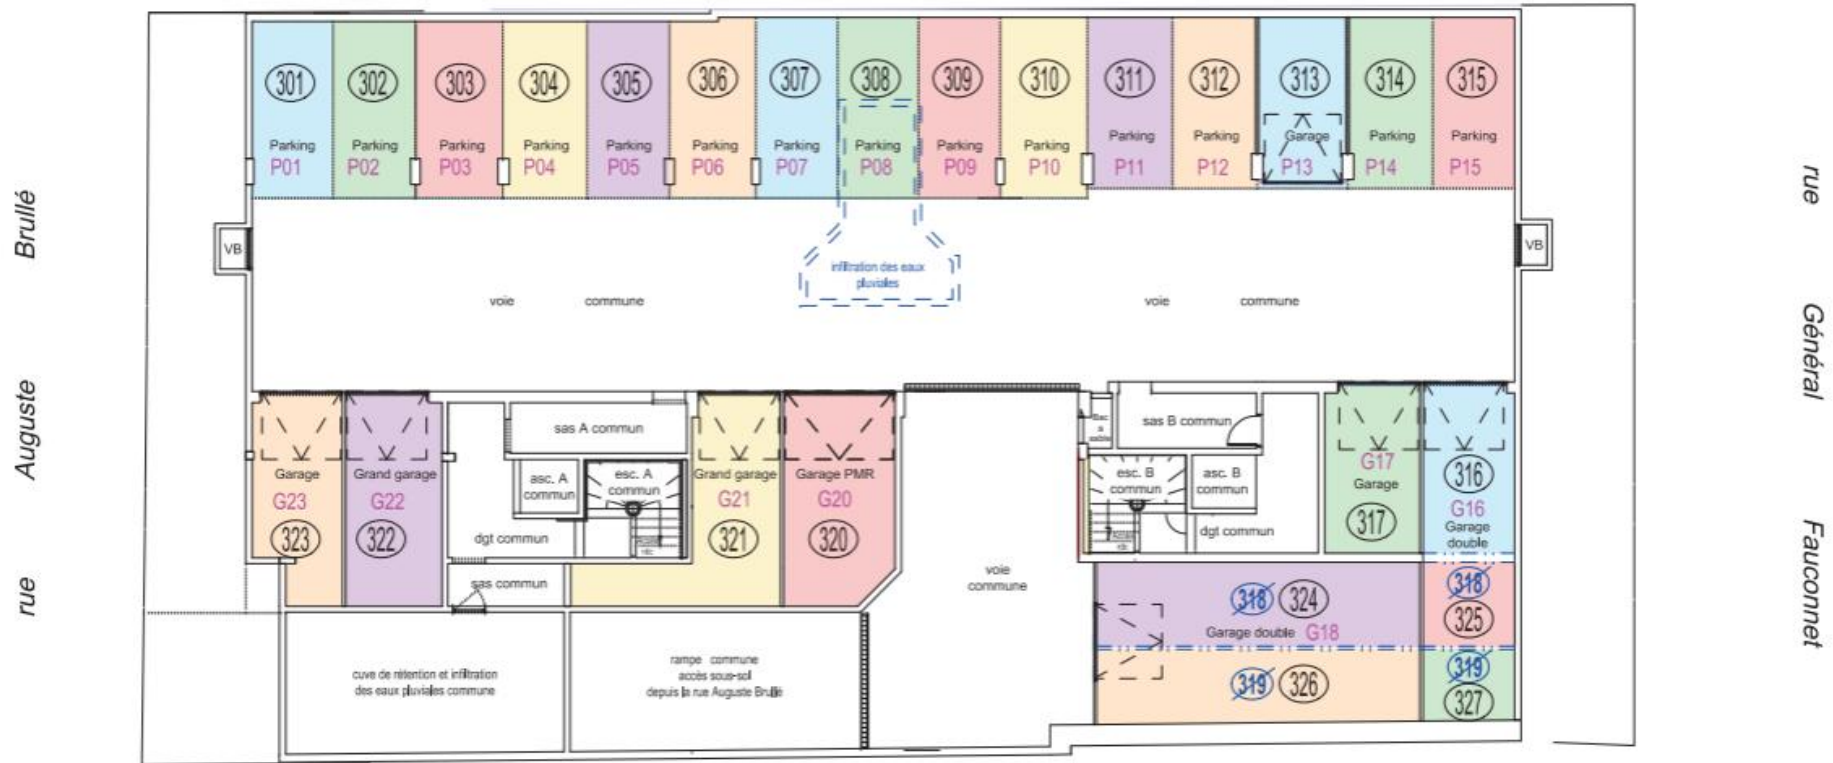 301 302 303 304 305 306 307 308 309 310 311 312 313 314 315
Parking Parking Parking Parking Parking Parking Parking Parking Parking Parking Parking Parking Garage Parking Parking
P01 P02 P03 P04 P05 P06 P07 P08 P09 P10 P11 P12 P13 P14 P15
rue Auguste Brullé
rue Général Fauconnet
VB
VB
infiltration des eaux
pluviales
voie commune
voie commune
Garage
G23
323
Grand garage
G22
322
sas A commun
asc. A
commun
esc. A
commun
dgt commun
sas commun
Grand garage
G21
321
Garage PMR
G20
320
voie
commune
Bac
a
sable
sas B commun
esc. B
commun
asc. B
commun
dgt commun
G17
Garage
317
316
G16
Garage
double
318 324
Garage double G18
318
325
319 326
319
327
cuve de rétention et infiltration
des eaux pluviales commune
rampe commune
accès sous-sol
depuis la rue Auguste Brullé